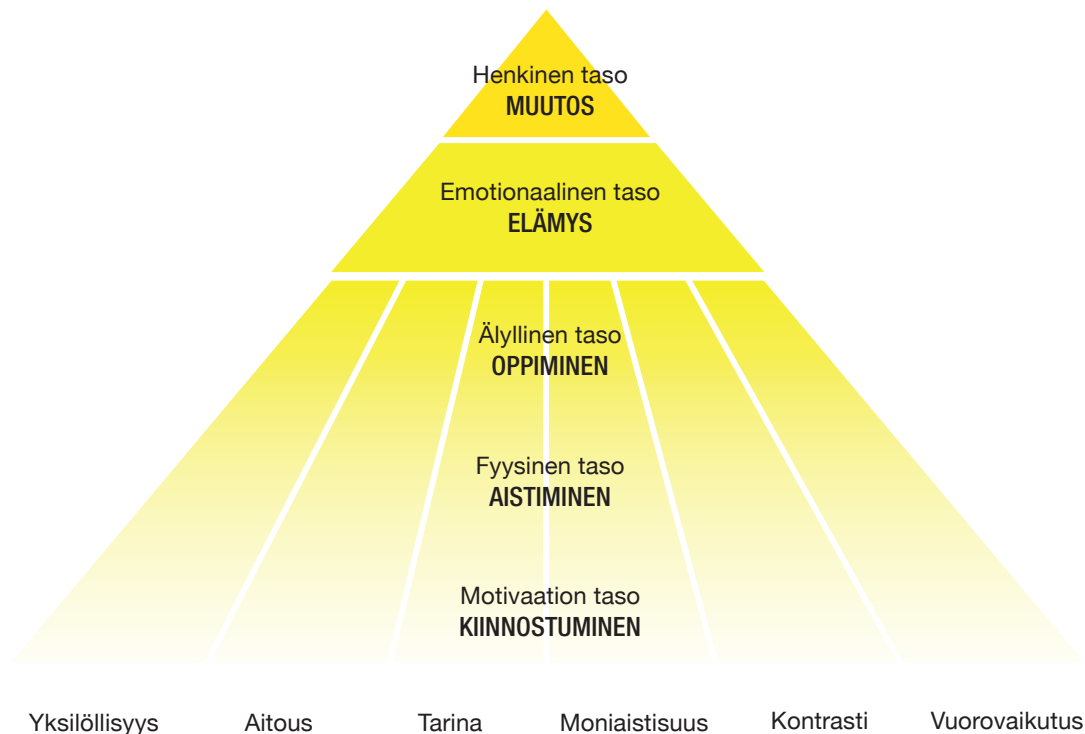 Henkinen taso
MUUTOS
Emotionaalinen taso
ELÄMYS
Älyllinen taso
OPPIMINEN
Fyysinen taso
AISTIMINEN
Motivaation taso
KIINNOSTUMINEN
Yksilöllisyys Aitous Tarina Moniaistisuus Kontrasti Vuorovaikutus